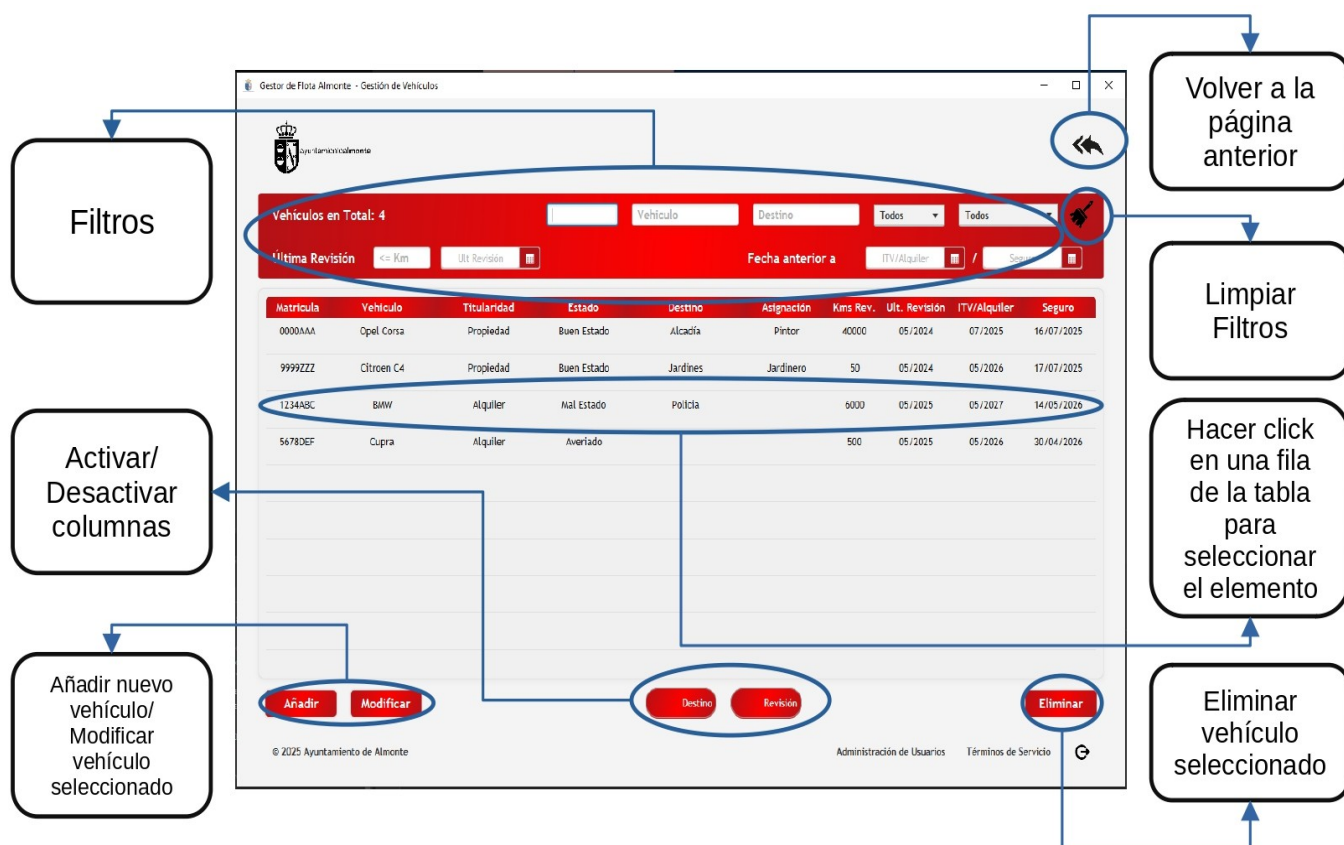 Gestor de Flota Almonte - Gestión de Vehículos
Volver a la
página
anterior
ayuntamientoalmonte
Filtros
Vehículos en Total: 4
Vehículo
Destino
Todos
Todos
Última Revisión
<= Km
Ult Revisión
Fecha anterior a
ITV/Alquiler
/
Limpiar
Filtros
Matrícula Vehículo Titularidad Estado Destino Asignación Kms Rev. Ult. Revisión ITV/Alquiler Seguro
0000AAA Opel Corsa Propiedad Buen Estado Alcadía Pintor 40000 05/2024 07/2025 16/07/2025
9999ZZZ Citroen C4 Propiedad Buen Estado Jardines Jardinero 50 05/2024 05/2026 17/07/2025
1234ABC BMW Alquiler Mal Estado Policia 6000 05/2025 05/2027 14/05/2026
5678DEF Cupra Alquiler Averiado 500 05/2025 05/2026 30/04/2026
Activar/
Desactivar
columnas
Hacer click
en una fila
de la tabla
para
seleccionar
el elemento
Añadir nuevo
vehículo/
Modificar
vehículo
seleccionado
Añadir
Modificar
Destino
Revisión
Eliminar
Eliminar
vehículo
seleccionado
© 2025 Ayuntamiento de Almonte
Administración de Usuarios
Términos de Servicio